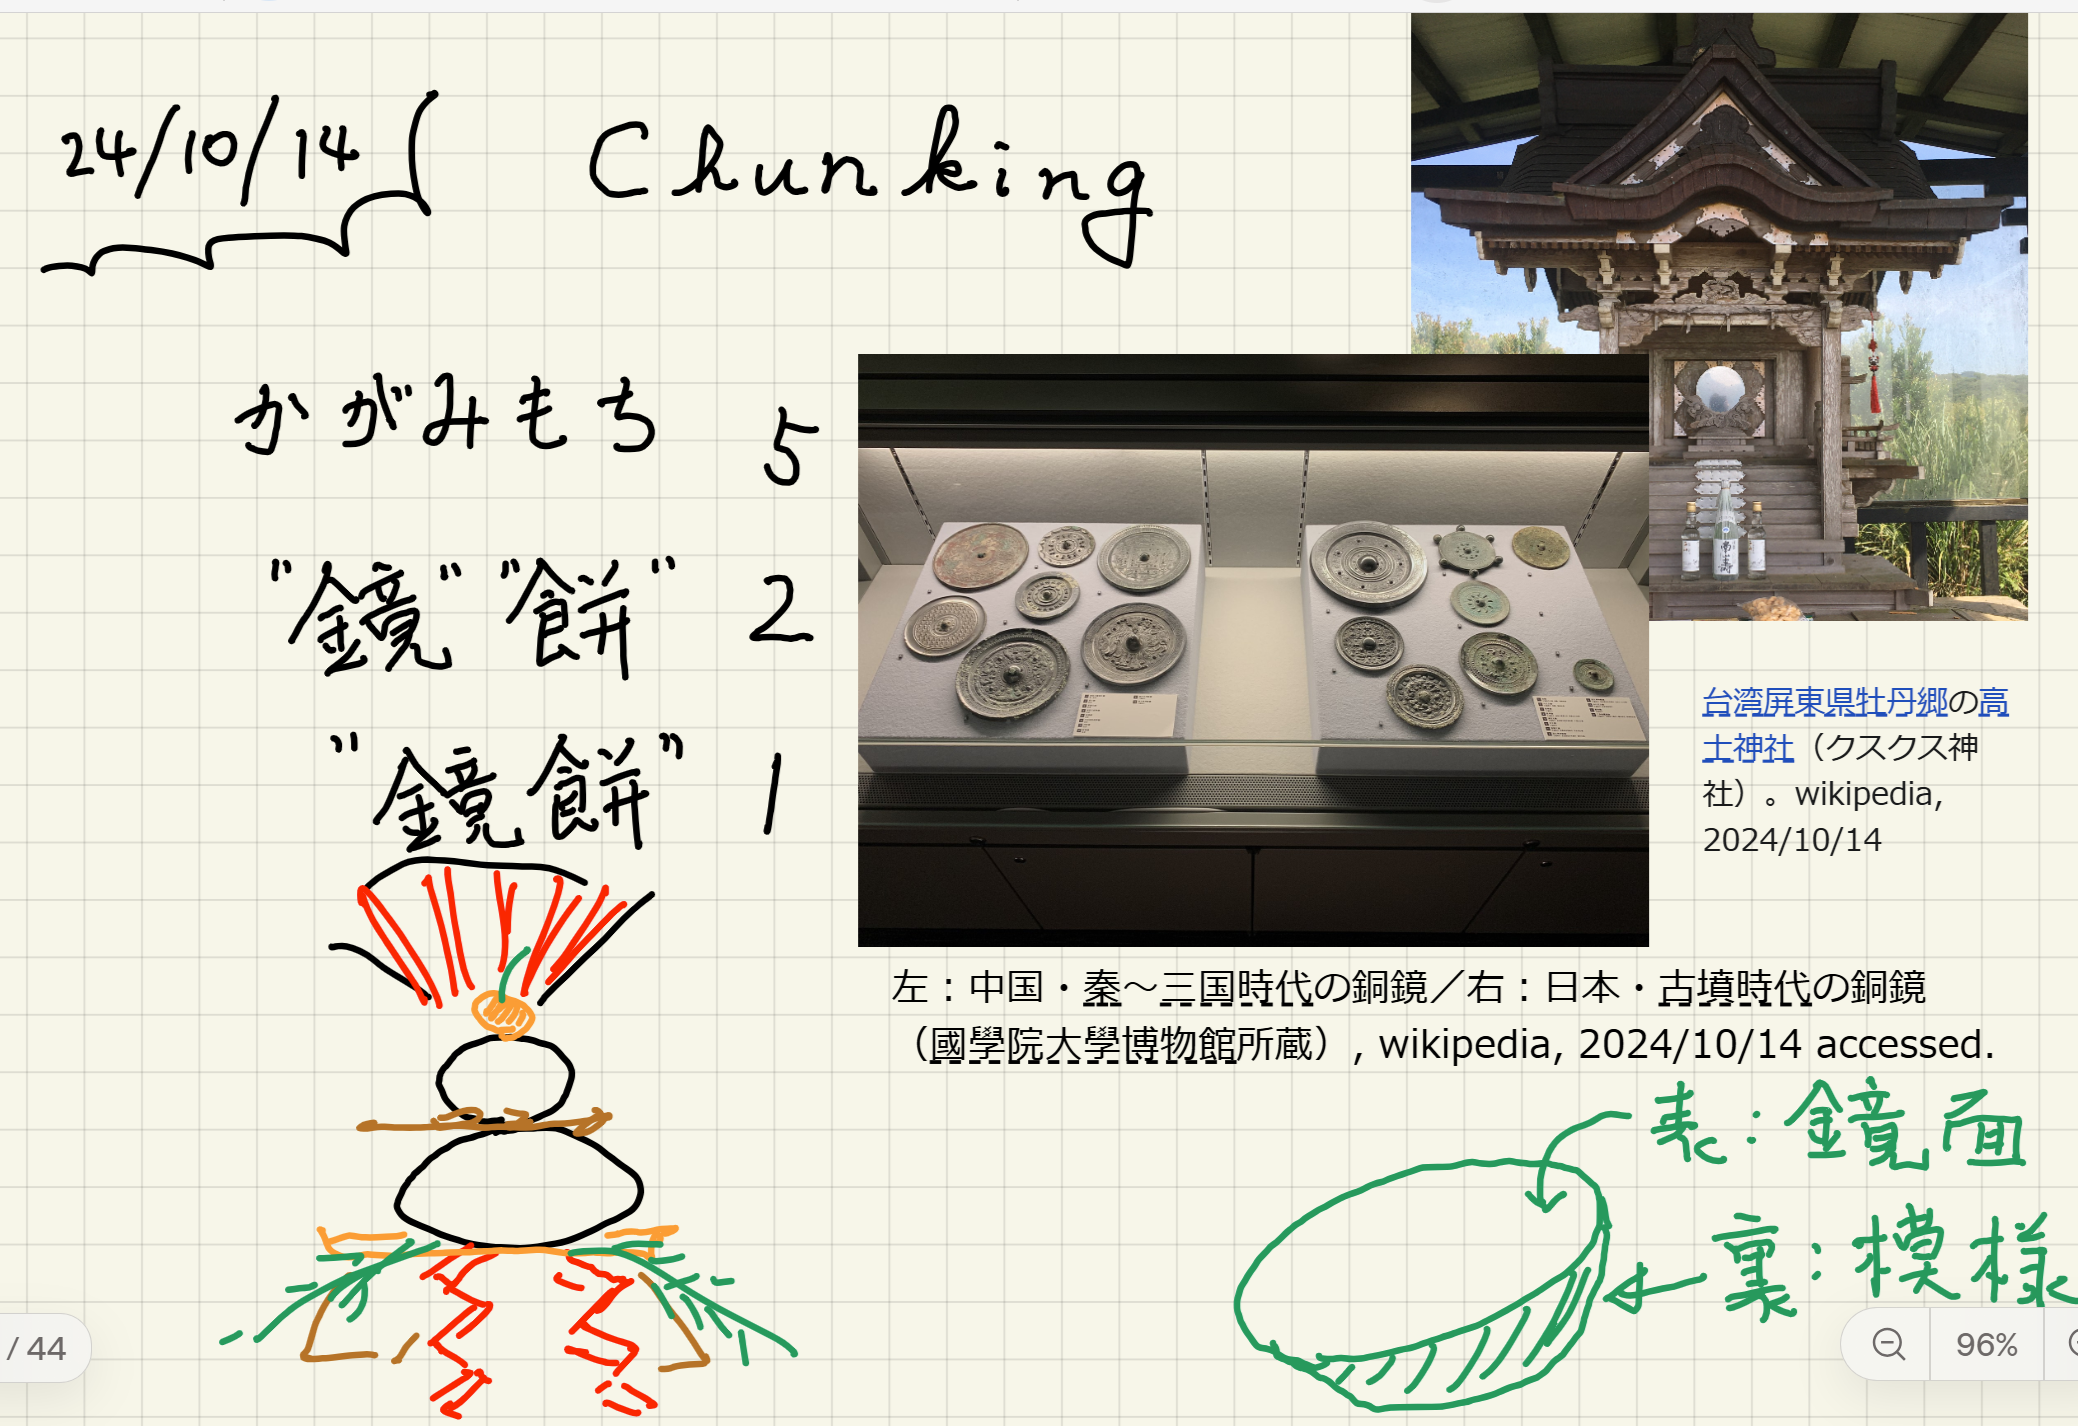 24/10/14
Chunking
かがみもち 5
"鏡" "餅" 2
"鏡餅" 1
台湾屏東県牡丹郷の高
士神社（クスクス神
社）。wikipedia,
2024/10/14
左：中国・秦～三国時代の銅鏡／右：日本・古墳時代の銅鏡
（國學院大學博物館所蔵）, wikipedia, 2024/10/14 accessed.
表：鏡面
裏：模様
/ 44
96%